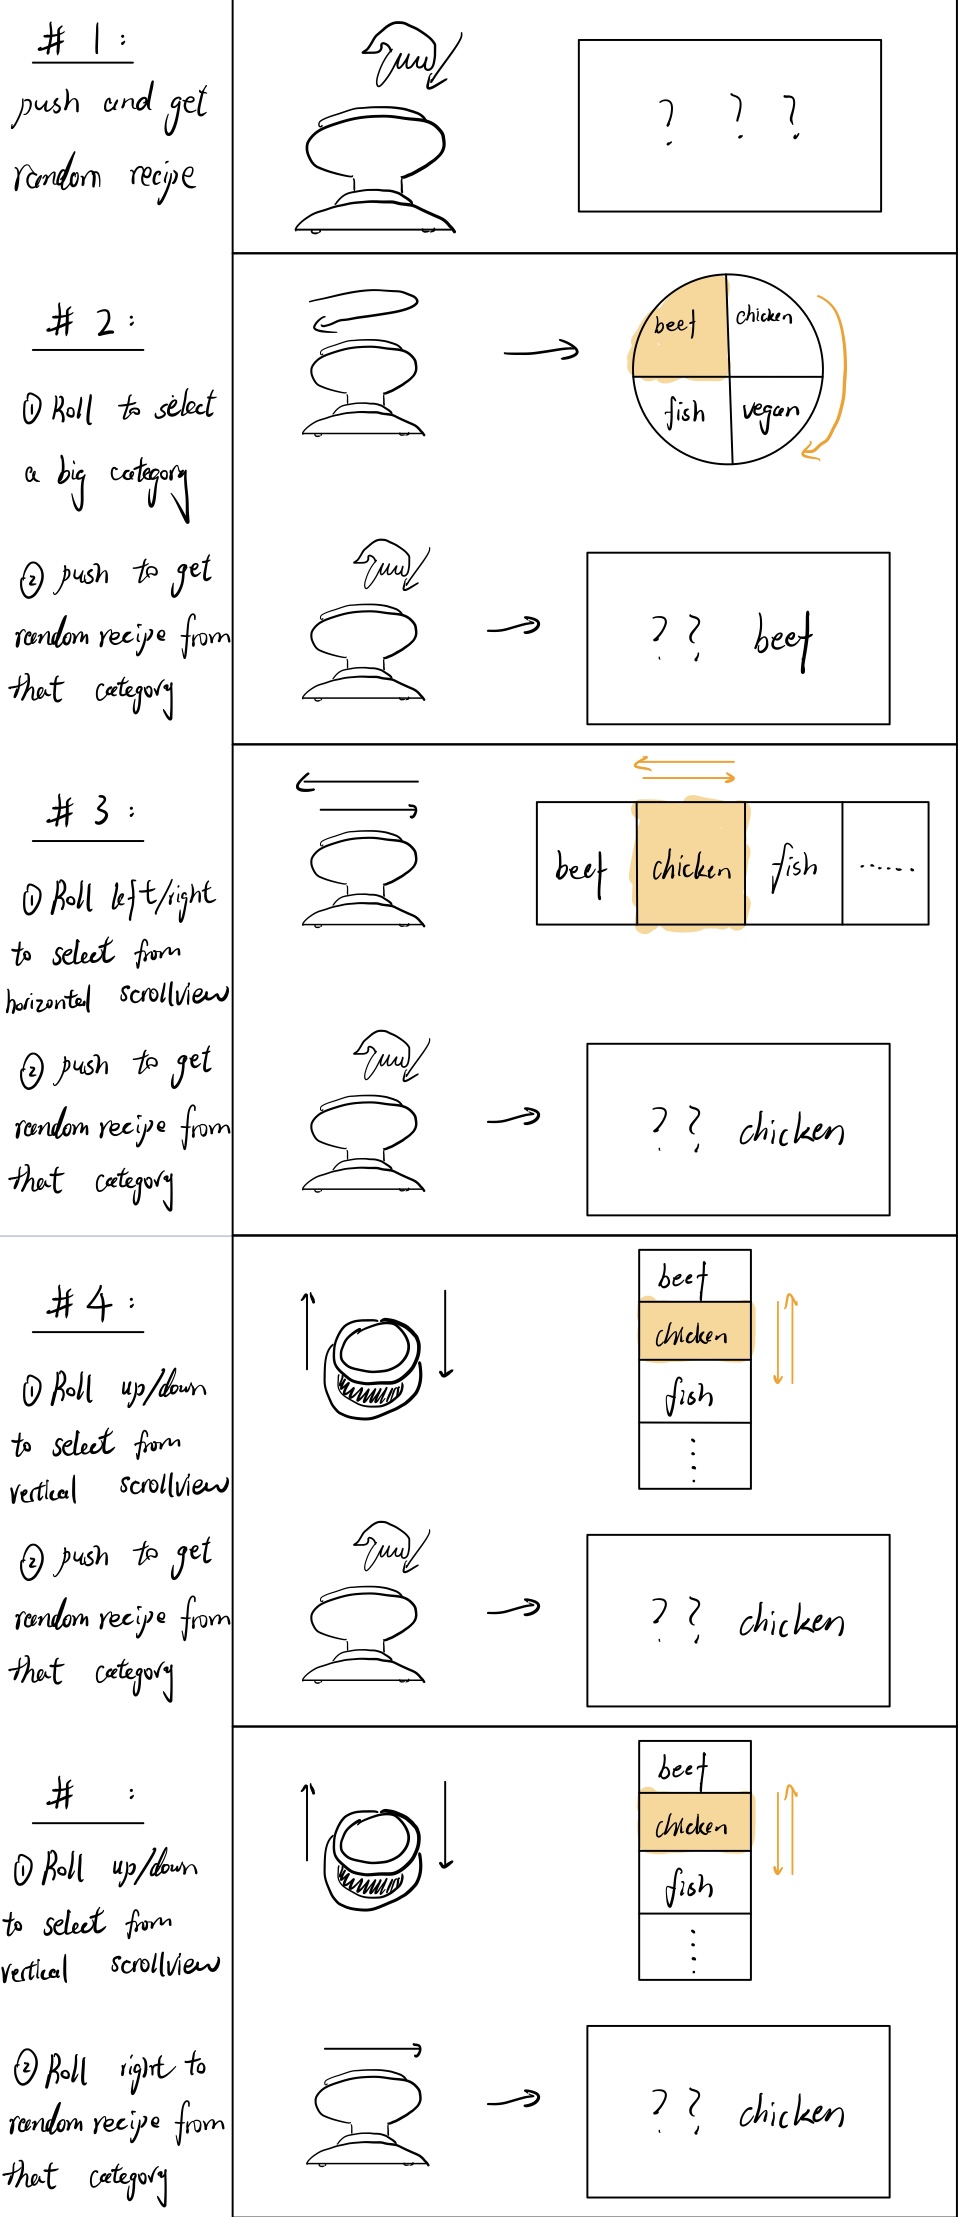 # 1 :
push and get
random recipe
? ? ?
# 2 :
① Roll to select
a big category
beef
chicken
fish
vegan
② push to get
random recipe from
that category
? ? beef
# 3 :
① Roll left/right
to select from
horizontal scrollview
beef
chicken
fish
......
② push to get
random recipe from
that category
? ? chicken
# 4 :
① Roll up/down
to select from
vertical scrollview
beef
chicken
fish
....
② push to get
random recipe from
that category
? ? chicken
# :
① Roll up/down
to select from
vertical scrollview
beef
chicken
fish
....
② Roll right to
random recipe from
that category
? ? chicken